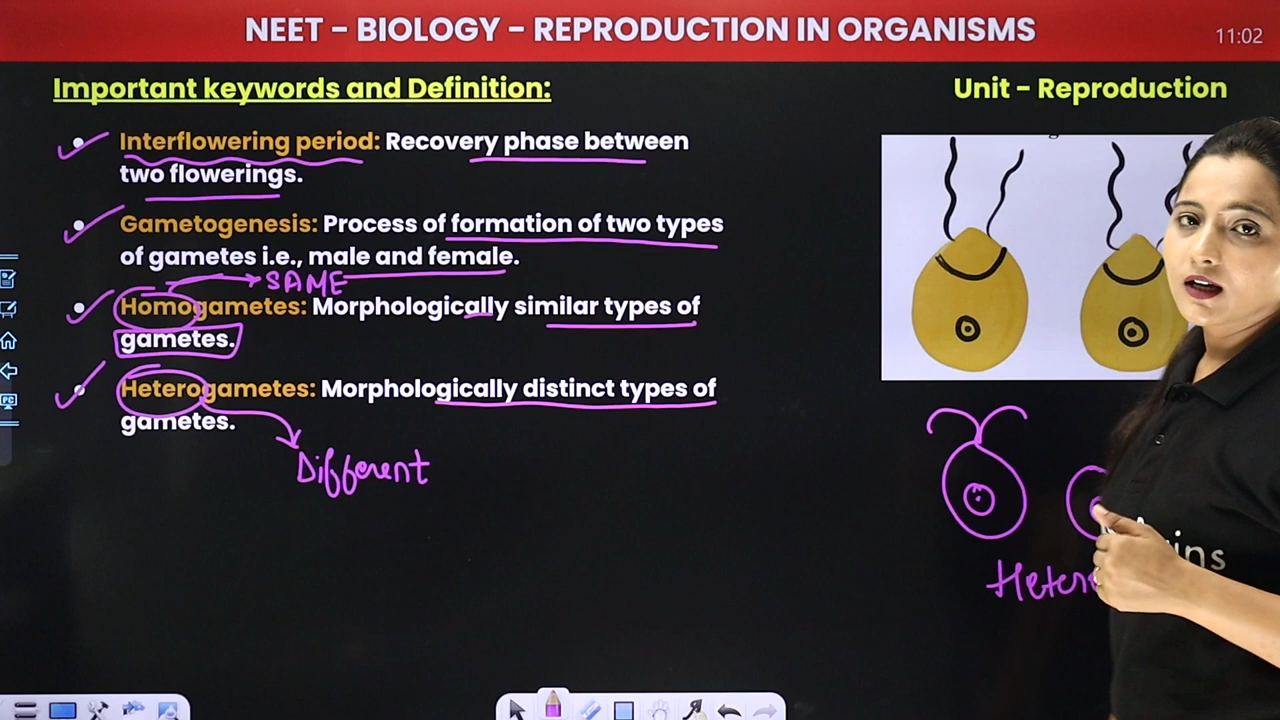 NEET - BIOLOGY - REPRODUCTION IN ORGANISMS
11:02
Important keywords and Definition:
Unit - Reproduction
• Interflowering period: Recovery phase between
two flowerings.
• Gametogenesis: Process of formation of two types
of gametes i.e., male and female.
SAME
• Homogametes: Morphologically similar types of
gametes.
• Heterogametes: Morphologically distinct types of
gametes.
Different
PC